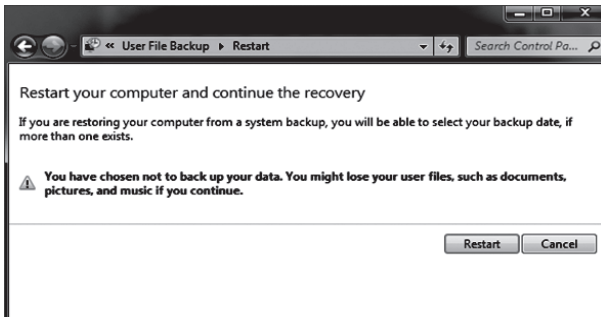 « User File Backup ▸ Restart
Search Control Pa...
Restart your computer and continue the recovery
If you are restoring your computer from a system backup, you will be able to select your backup date, if
more than one exists.
You have chosen not to back up your data. You might lose your user files, such as documents,
pictures, and music if you continue.
Restart Cancel